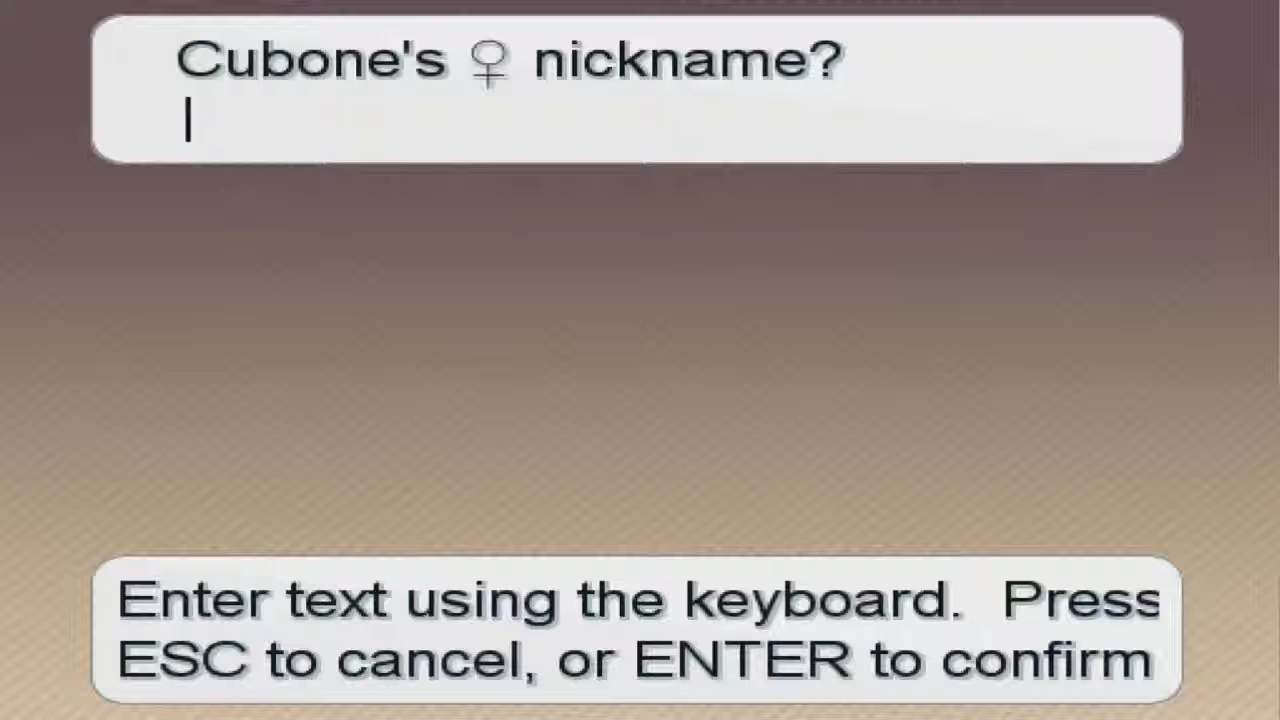 Cubone's ♀ nickname?
Enter text using the keyboard. Press
ESC to cancel, or ENTER to confirm